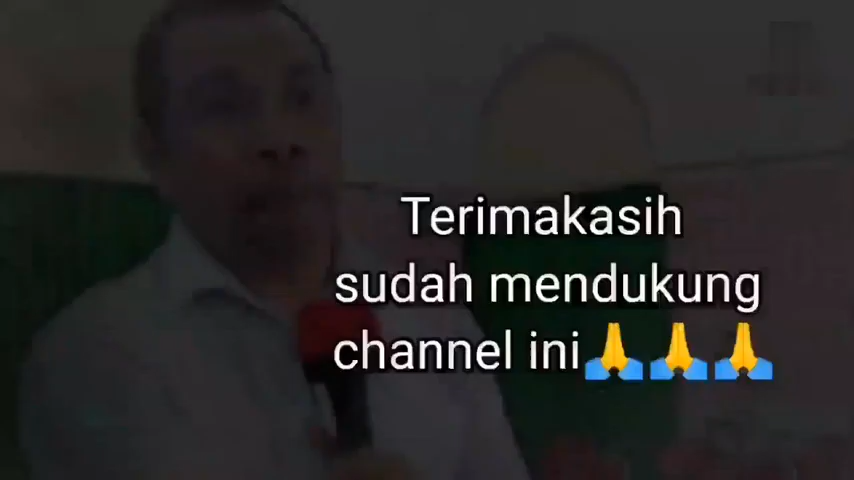 Terimakasih
sudah mendukung
channel ini🙏🙏🙏